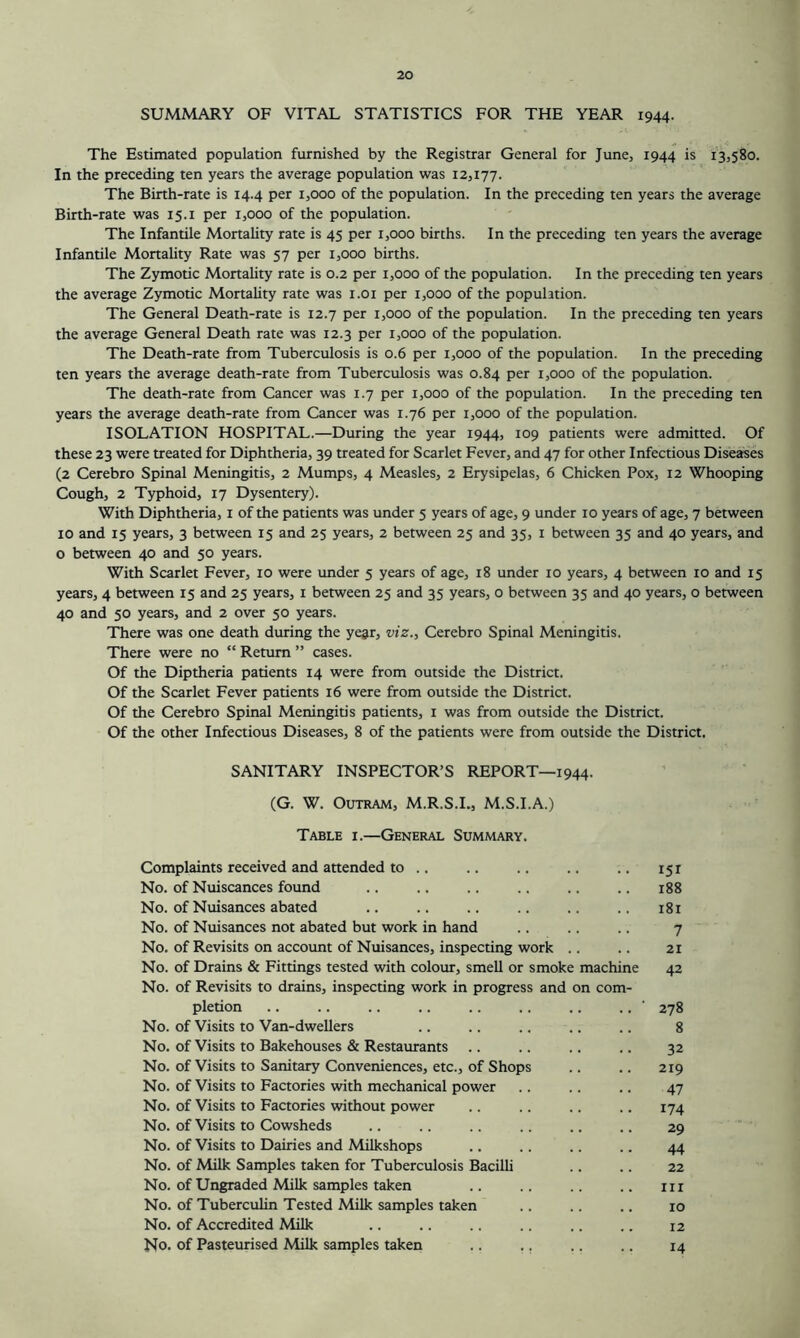 20
SUMMARY OF VITAL STATISTICS FOR THE YEAR 1944.
The Estimated population furnished by the Registrar General for June, 1944 is 13,580.
In the preceding ten years the average population was 12,177.
The Birth-rate is 14.4 per 1,000 of the population. In the preceding ten years the average
Birth-rate was 15.1 per 1,000 of the population.
The Infantile Mortality rate is 45 per 1,000 births. In the preceding ten years the average
Infantile Mortality Rate was 57 per 1,000 births.
The Zymotic Mortality rate is 0.2 per 1,000 of the population. In the preceding ten years
the average Zymotic Mortality rate was 1.01 per 1,000 of the population.
The General Death-rate is 12.7 per 1,000 of the population. In the preceding ten years
the average General Death rate was 12.3 per 1,000 of the population.
The Death-rate from Tuberculosis is 0.6 per 1,000 of the population. In the preceding
ten years the average death-rate from Tuberculosis was 0.84 per 1,000 of the population.
The death-rate from Cancer was 1.7 per 1,000 of the population. In the preceding ten
years the average death-rate from Cancer was 1.76 per 1,000 of the population.
ISOLATION HOSPITAL.—During the year 1944, 109 patients were admitted. Of
these 23 were treated for Diphtheria, 39 treated for Scarlet Fever, and 47 for other Infectious Diseases
(2 Cerebro Spinal Meningitis, 2 Mumps, 4 Measles, 2 Erysipelas, 6 Chicken Pox, 12 Whooping
Cough, 2 Typhoid, 17 Dysentery).
With Diphtheria, 1 of the patients was under 5 years of age, 9 under 10 years of age, 7 between
10 and 15 years, 3 between 15 and 25 years, 2 between 25 and 35, 1 between 35 and 40 years, and
0 between 40 and 50 years.
With Scarlet Fever, 10 were under 5 years of age, 18 under 10 years, 4 between 10 and 15
years, 4 between 15 and 25 years, 1 between 25 and 35 years, 0 between 35 and 40 years, 0 between
40 and 50 years, and 2 over 50 years.
There was one death during the year, viz., Cerebro Spinal Meningitis.
There were no “ Return ” cases.
Of the Diptheria patients 14 were from outside the District.
Of the Scarlet Fever patients 16 were from outside the District.
Of the Cerebro Spinal Meningitis patients, 1 was from outside the District.
Of the other Infectious Diseases, 8 of the patients were from outside the District.
SANITARY INSPECTOR’S REPORT—1944.
(G. W. OUTRAM, M.R.S.I., M.S.I.A.)
TABLE 1.—GENERAL SUMMARY.
Complaints received and attended to .. .. .. .. .. 151
No. of Nuiscances found .. .. .. .. .. .. 188
No. of Nuisances abated .. .. .. .. .. .. 181
No. of Nuisances not abated but work in hand .. .. .. 7
No. of Revisits on account of Nuisances, inspecting work .. .. 21
No. of Drains & Fittings tested with colour, smell or smoke machine 42
No. of Revisits to drains, inspecting work in progress and on com-
pletion .. .. .. .. .. .. .. .. 278
No. of Visits to Van-dwellers .. .. .. .. .. 8
No. of Visits to Bakehouses & Restaurants .. .. .. .. 32
No. of Visits to Sanitary Conveniences, etc., of Shops .. .. 219
No. of Visits to Factories with mechanical power .. .. .. 47
No. of Visits to Factories without power .. .. .. .. 174
No. of Visits to Cowsheds .. .. .. .. .. .. 29
No. of Visits to Dairies and Milkshops .. .. .. .. 44
No. of Milk Samples taken for Tuberculosis Bacilli .. .. 22
No. of Ungraded Milk samples taken .. .. .. .. 111
No. of Tuberculin Tested Milk samples taken .. .. .. 10
No. of Accredited Milk .. .. .. .. .. .. 12
No. of Pasteurised Milk samples taken .. .. .. .. 14